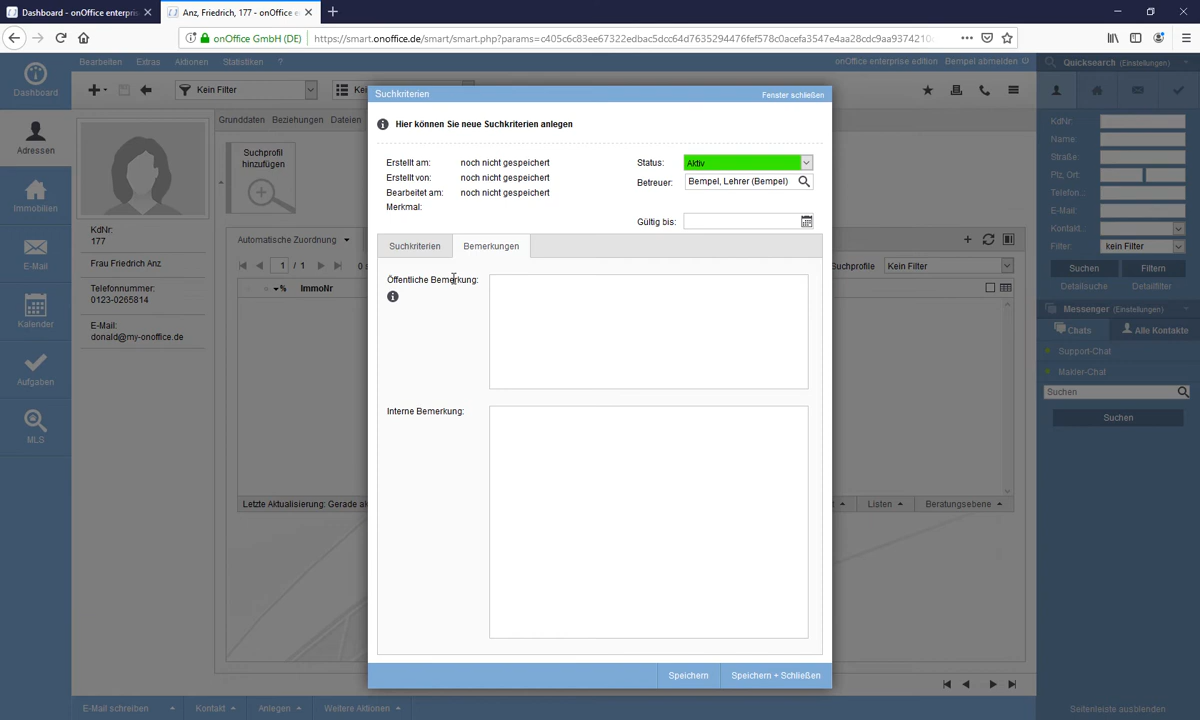 Dashboard - onOffice enterpris
Anz, Friedrich, 177 - onOffice e
onOffice GmbH (DE)
https://smart.onoffice.de/smart/smart.php?params=c405c6c83ee67322edbac5dcc64d7635294476fef578c0acefa3547e4aa28cdc9aa9374210
Bearbeiten Extras Aktionen Statistiken ?
onOffice enterprise edition Bempel abmelden
Quicksearch (Einstellungen)
Dashboard
Kein Filter
Adressen
Immobilien
E-Mail
Kalender
Aufgaben
MLS
Grunddaten Beziehungen Dateien
Suchprofil
hinzufügen
KdNr:
177
Frau Friedrich Anz
Telefonnummer:
0123-0265814
E-Mail:
donald@my-onoffice.de
Automatische Zuordnung
1 / 1
% ImmoNr
Letzte Aktualisierung: Gerade
Suchkriterien
Fenster schließen
Hier können Sie neue Suchkriterien anlegen
Erstellt am: noch nicht gespeichert
Erstellt von: noch nicht gespeichert
Bearbeitet am: noch nicht gespeichert
Merkmal:
Status: Aktiv
Betreuer: Bempel, Lehrer (Bempel)
Gültig bis:
Suchkriterien Bemerkungen
Öffentliche Bemerkung:
Interne Bemerkung:
Speichern Speichern + Schließen
Suchprofile Kein Filter
Listen Beratungsebene
KdNr:
Name:
Straße:
Plz, Ort:
Telefon..
E-Mail:
Kontakt..
Filter: kein Filter
Suchen Filtern
Detailsuche Detailfilter
Messenger (Einstellungen)
Chats Alle Kontakte
Support-Chat
Makler-Chat
Suchen
Suchen
E-Mail schreiben Kontakt Anlegen Weitere Aktionen
Seitenleiste ausblenden